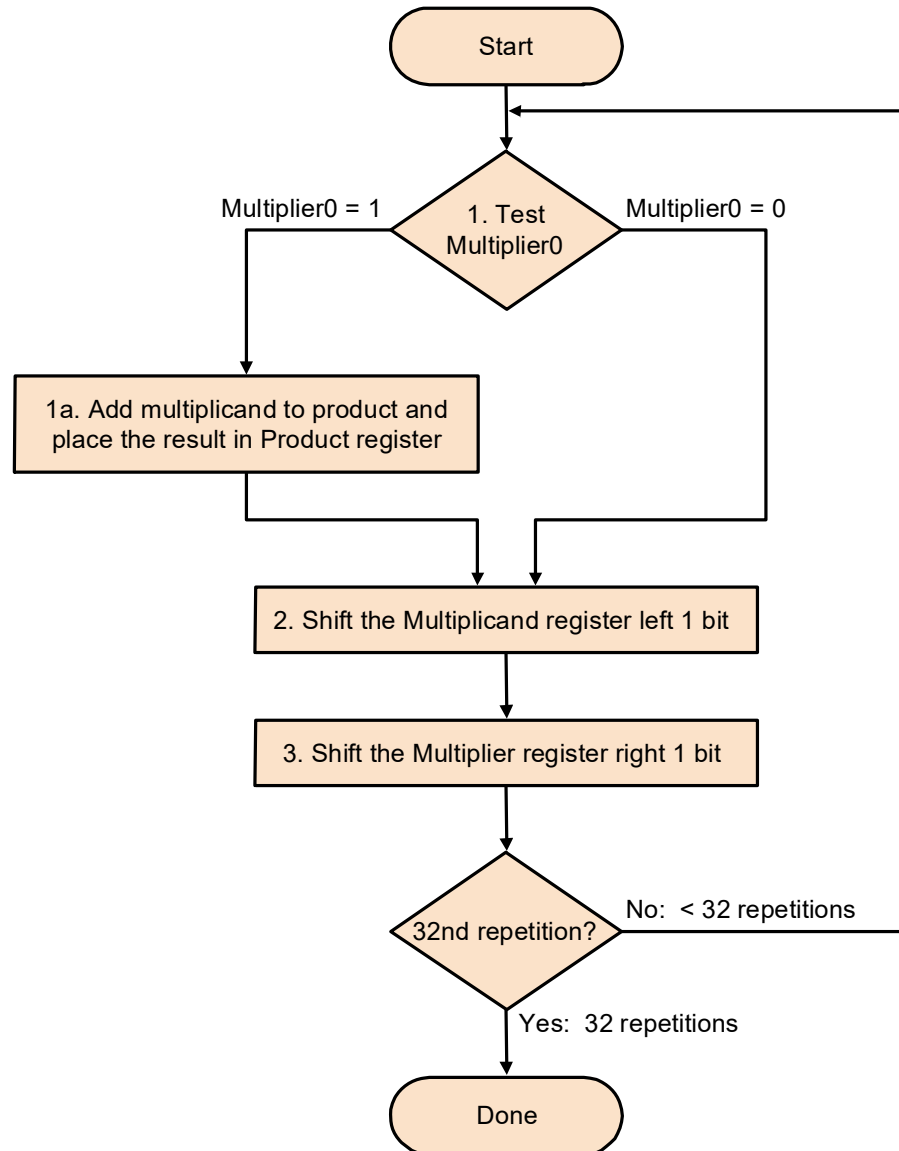 Start
Multiplier0 = 1
1. Test
Multiplier0
Multiplier0 = 0
1a. Add multiplicand to product and
place the result in Product register
2. Shift the Multiplicand register left 1 bit
3. Shift the Multiplier register right 1 bit
32nd repetition?
No:  < 32 repetitions
Yes:  32 repetitions
Done